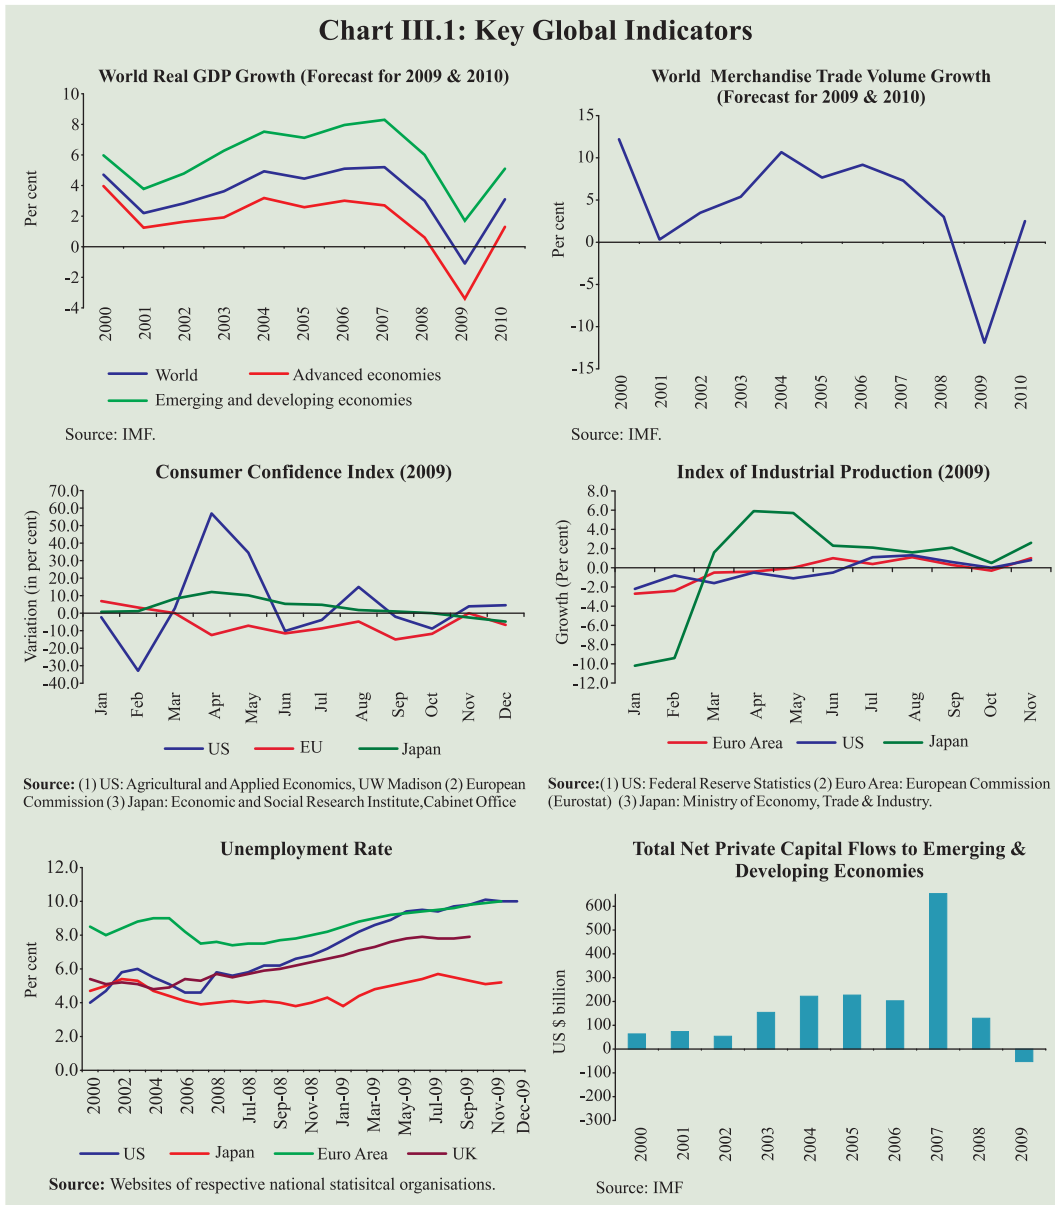 Chart III.1: Key Global Indicators
World Real GDP Growth (Forecast for 2009 & 2010)
10
8
6
4
2
0
-2
-4
Per cent
2000
2001
2002
2003
2004
2005
2006
2007
2008
2009
2010
World
Advanced economies
Emerging and developing economies
Source: IMF.
World Merchandise Trade Volume Growth
(Forecast for 2009 & 2010)
15
10
5
0
-5
-10
-15
Per cent
2000
2001
2002
2003
2004
2005
2006
2007
2008
2009
2010
Source: IMF.
Consumer Confidence Index (2009)
70.0
60.0
50.0
40.0
30.0
20.0
10.0
0.0
-10.0
-20.0
-30.0
-40.0
Variation (in per cent)
Jan
Feb
Mar
Apr
May
Jun
Jul
Aug
Sep
Oct
Nov
Dec
US
EU
Japan
Source: (1) US: Agricultural and Applied Economics, UW Madison (2) European
Commission (3) Japan: Economic and Social Research Institute,Cabinet Office
Index of Industrial Production (2009)
8.0
6.0
4.0
2.0
0.0
-2.0
-4.0
-6.0
-8.0
-10.0
-12.0
Growth (Per cent)
Jan
Feb
Mar
Apr
May
Jun
Jul
Aug
Sep
Oct
Nov
Euro Area
US
Japan
Source:(1) US: Federal Reserve Statistics (2) Euro Area: European Commission
(Eurostat) (3) Japan: Ministry of Economy, Trade & Industry.
Unemployment Rate
12.0
10.0
8.0
6.0
4.0
2.0
0.0
Per cent
2000
2002
2004
2006
2008
Jul-08
Sep-08
Nov-08
Jan-09
Mar-09
May-09
Jul-09
Sep-09
Nov-09
Dec-09
US
Japan
Euro Area
UK
Source: Websites of respective national statisitcal organisations.
Total Net Private Capital Flows to Emerging &
Developing Economies
600
500
400
300
200
100
0
-100
-200
-300
US $ billion
2000
2001
2002
2003
2004
2005
2006
2007
2008
2009
Source: IMF